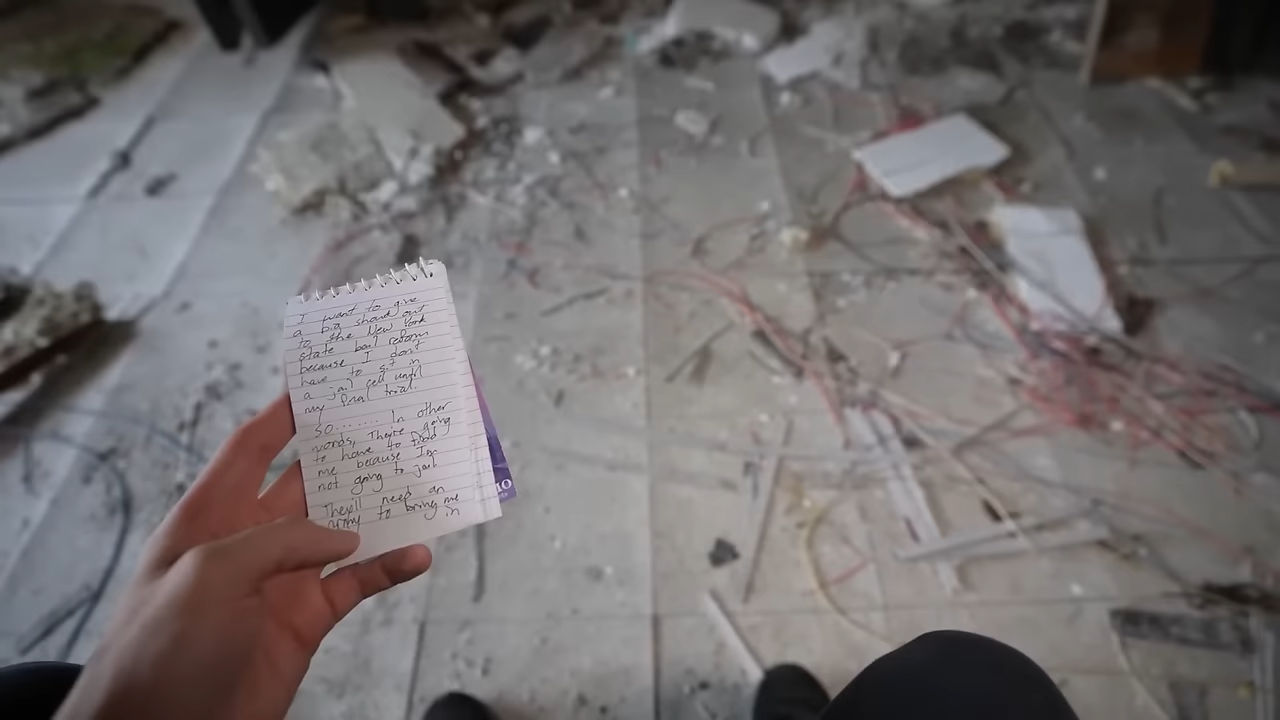 I want to give
a big shout out
to the New York
state bail reform
because I don't
have to sit in
a jail cell until
my final trial.
So....... In other
words, They're going
to have to find
me because I'm
not going to jail
They'll need an
army to bring me
in
10